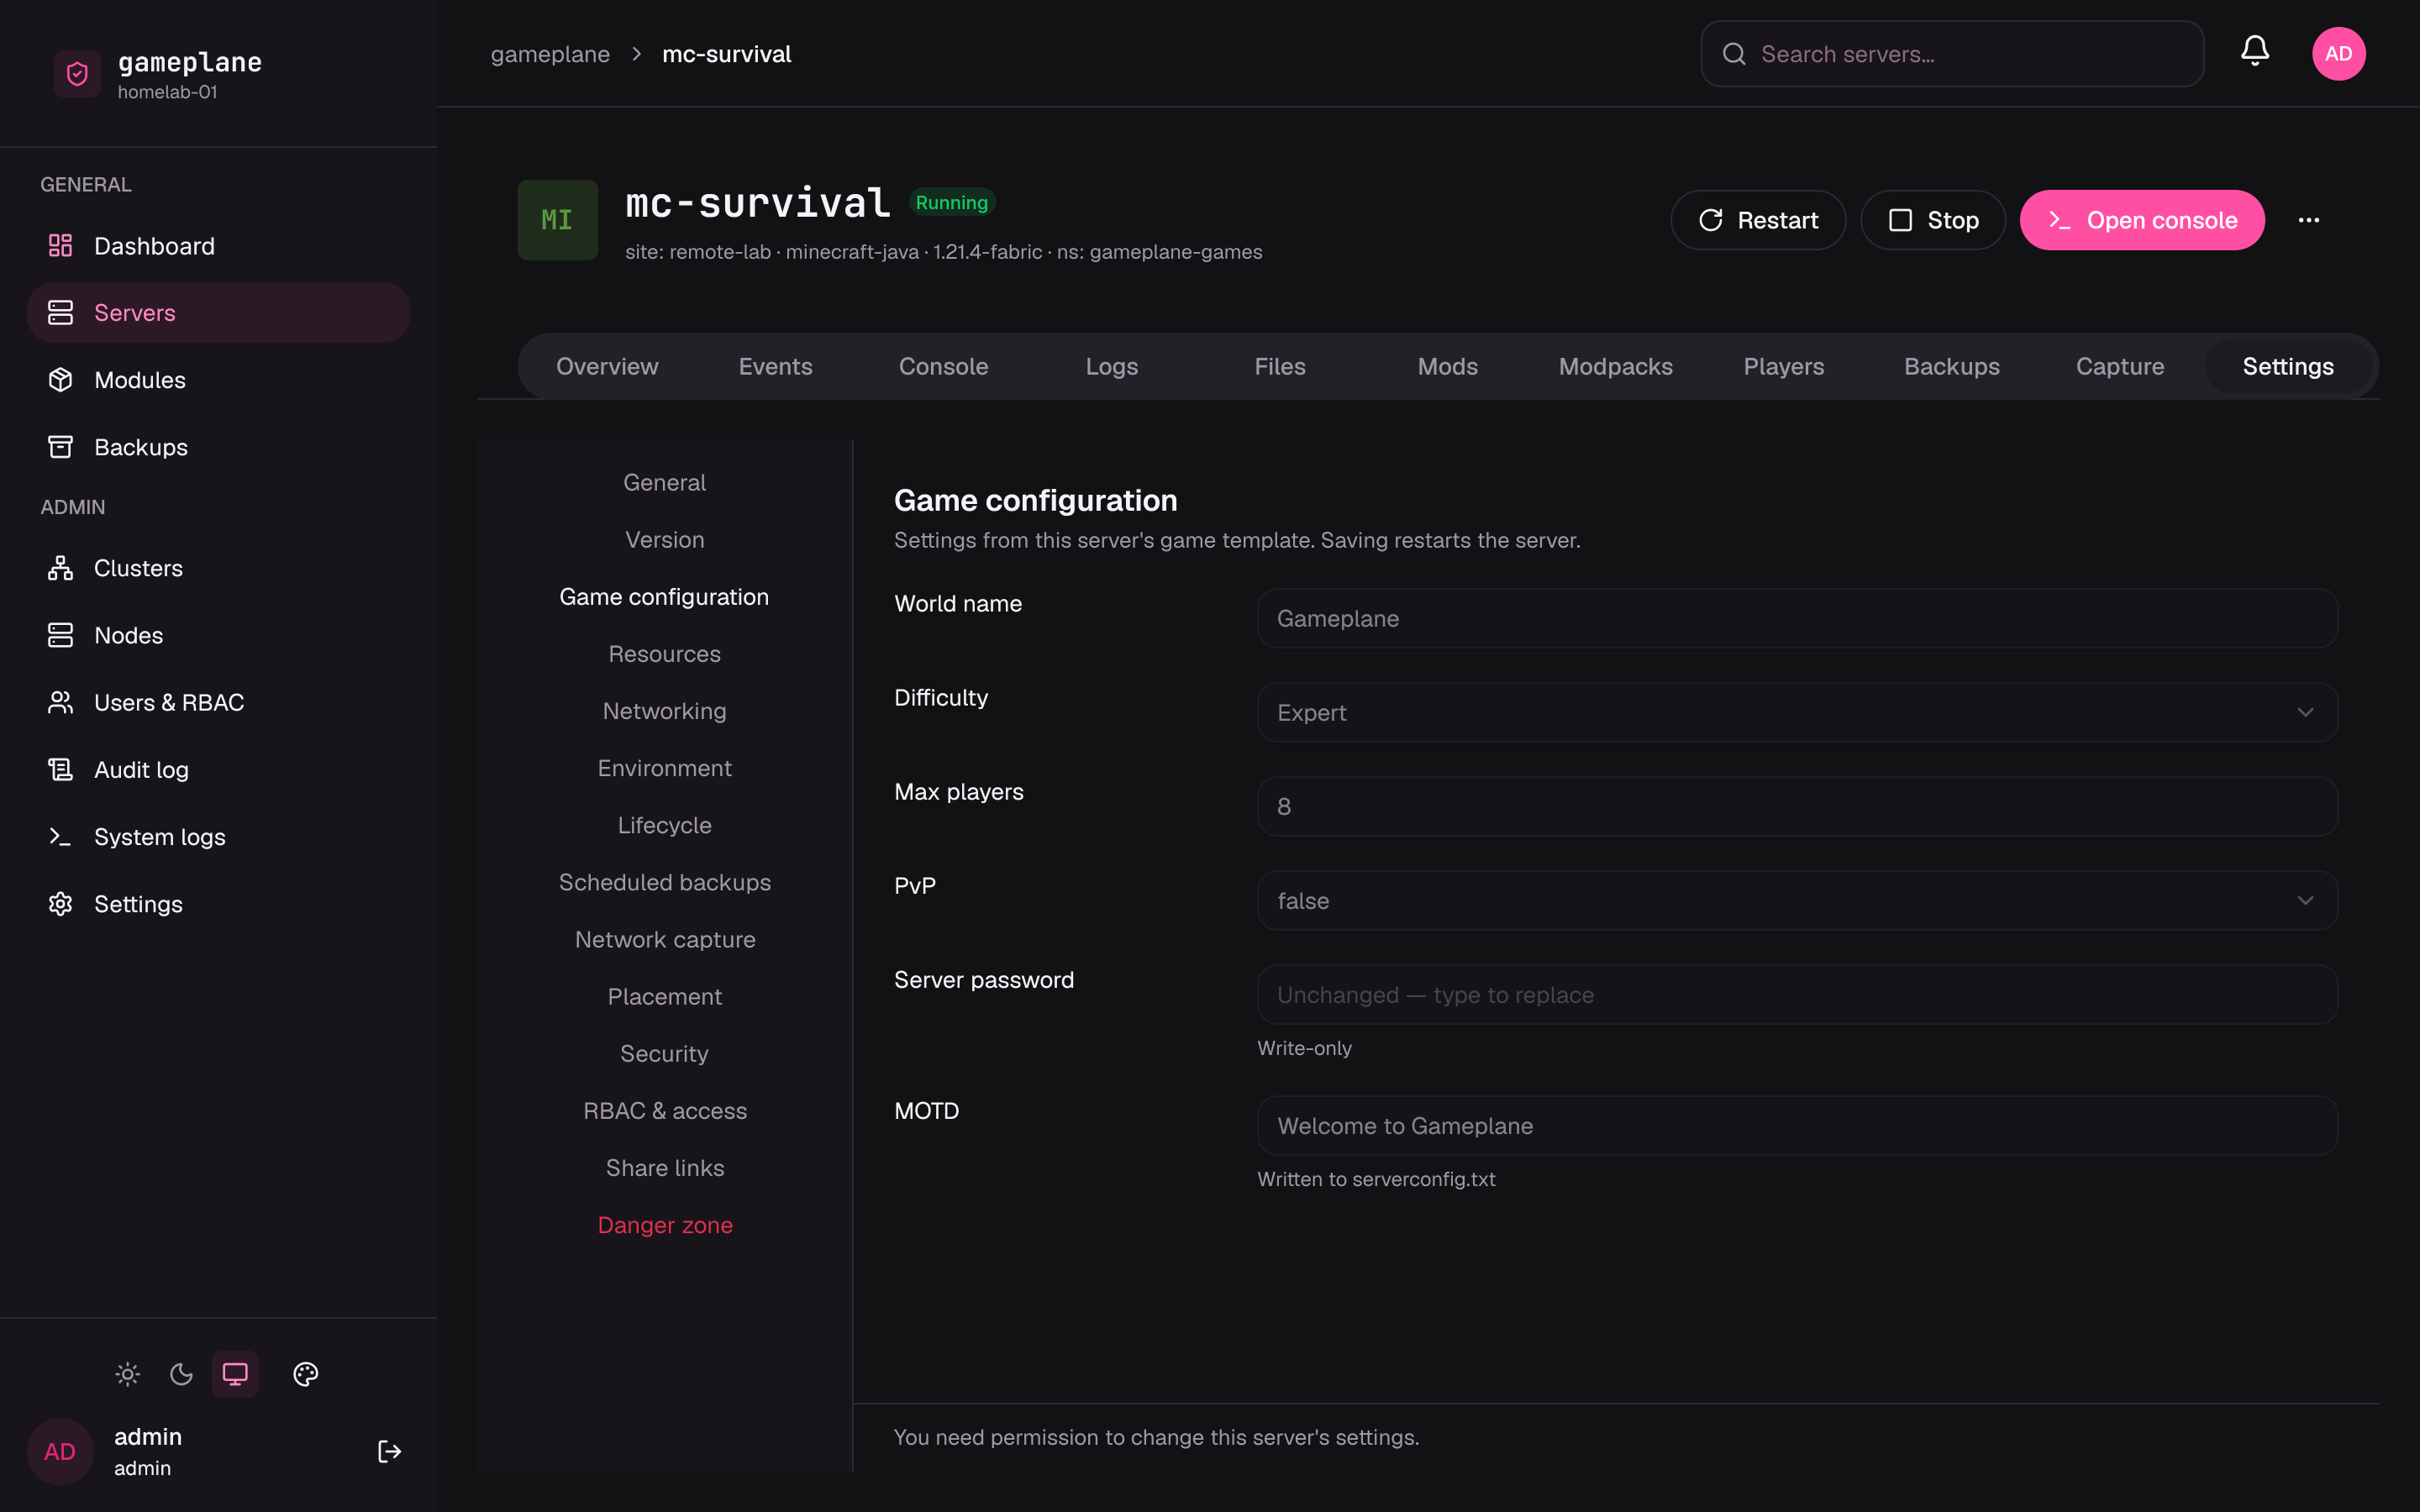 gameplane
homelab-01
GENERAL
Dashboard
Servers
Modules
Backups
ADMIN
Clusters
Nodes
Users & RBAC
Audit log
System logs
Settings
AD
admin
admin
gameplane > mc-survival
Search servers...
AD
MI
mc-survival
Running
site: remote-lab · minecraft-java · 1.21.4-fabric · ns: gameplane-games
Restart
Stop
Open console
Overview
Events
Console
Logs
Files
Mods
Modpacks
Players
Backups
Capture
Settings
General
Version
Game configuration
Resources
Networking
Environment
Lifecycle
Scheduled backups
Network capture
Placement
Security
RBAC & access
Share links
Danger zone
Game configuration
Settings from this server's game template. Saving restarts the server.
World name
Gameplane
Difficulty
Expert
Max players
8
PvP
false
Server password
Unchanged — type to replace
Write-only
MOTD
Welcome to Gameplane
Written to serverconfig.txt
You need permission to change this server's settings.